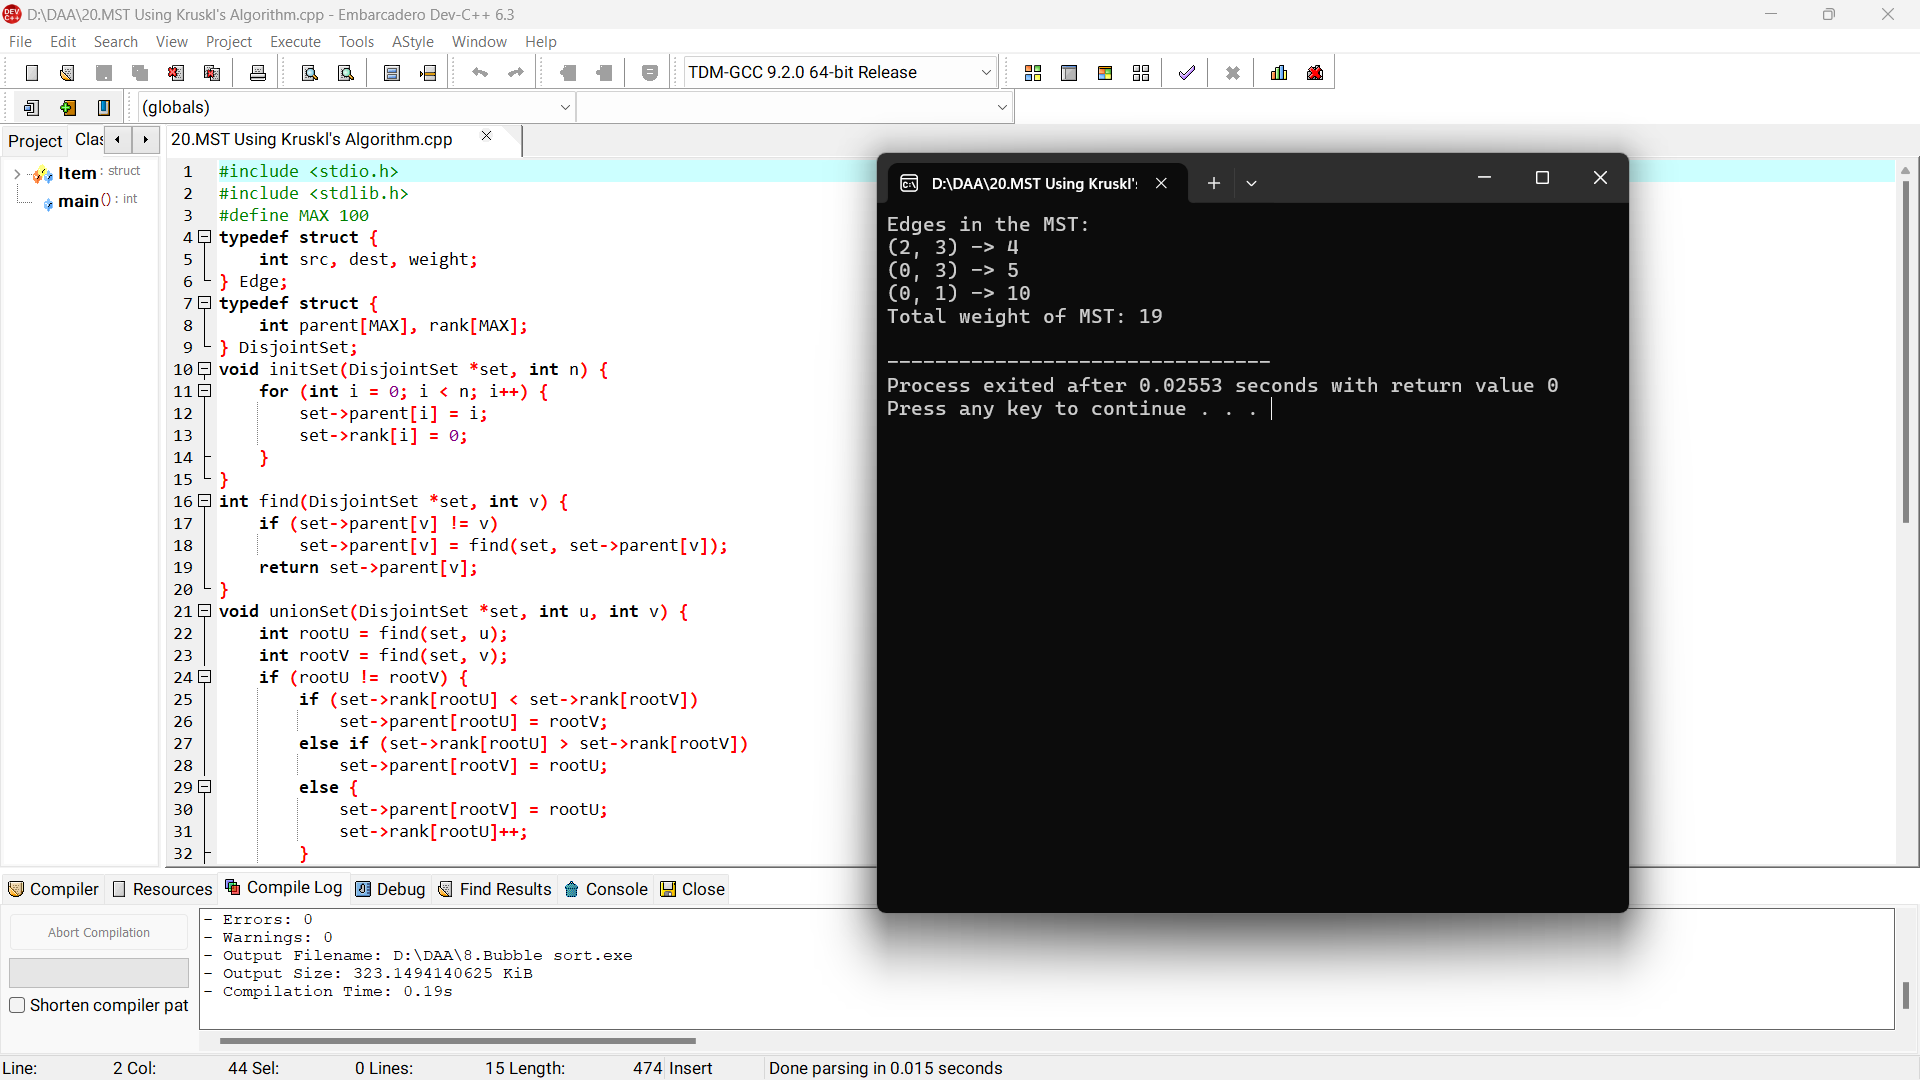 D:\DAA\20.MST Using Kruskl's Algorithm.cpp - Embarcadero Dev-C++ 6.3
File Edit Search View Project Execute Tools AStyle Window Help
TDM-GCC 9.2.0 64-bit Release
(globals)
Project Clas
20.MST Using Kruskl's Algorithm.cpp
Item : struct
main () : int
1 #include <stdio.h>
2 #include <stdlib.h>
3 #define MAX 100
4 typedef struct {
5 int src, dest, weight;
6 } Edge;
7 typedef struct {
8 int parent[MAX], rank[MAX];
9 } DisjointSet;
10 void initSet(DisjointSet *set, int n) {
11 for (int i = 0; i < n; i++) {
12 set->parent[i] = i;
13 set->rank[i] = 0;
14 }
15 }
16 int find(DisjointSet *set, int v) {
17 if (set->parent[v] != v)
18 set->parent[v] = find(set, set->parent[v]);
19 return set->parent[v];
20 }
21 void unionSet(DisjointSet *set, int u, int v) {
22 int rootU = find(set, u);
23 int rootV = find(set, v);
24 if (rootU != rootV) {
25 if (set->rank[rootU] < set->rank[rootV])
26 set->parent[rootU] = rootV;
27 else if (set->rank[rootU] > set->rank[rootV])
28 set->parent[rootV] = rootU;
29 else {
30 set->parent[rootV] = rootU;
31 set->rank[rootU]++;
32 }
D:\DAA\20.MST Using Kruskl'
Edges in the MST:
(2, 3) -> 4
(0, 3) -> 5
(0, 1) -> 10
Total weight of MST: 19
--------------------------------
Process exited after 0.02553 seconds with return value 0
Press any key to continue . . .
Compiler Resources Compile Log Debug Find Results Console Close
Abort Compilation
Shorten compiler pat
- Errors: 0
- Warnings: 0
- Output Filename: D:\DAA\8.Bubble sort.exe
- Output Size: 323.1494140625 KiB
- Compilation Time: 0.19s
Line: 2 Col: 44 Sel: 0 Lines: 15 Length: 474 Insert Done parsing in 0.015 seconds